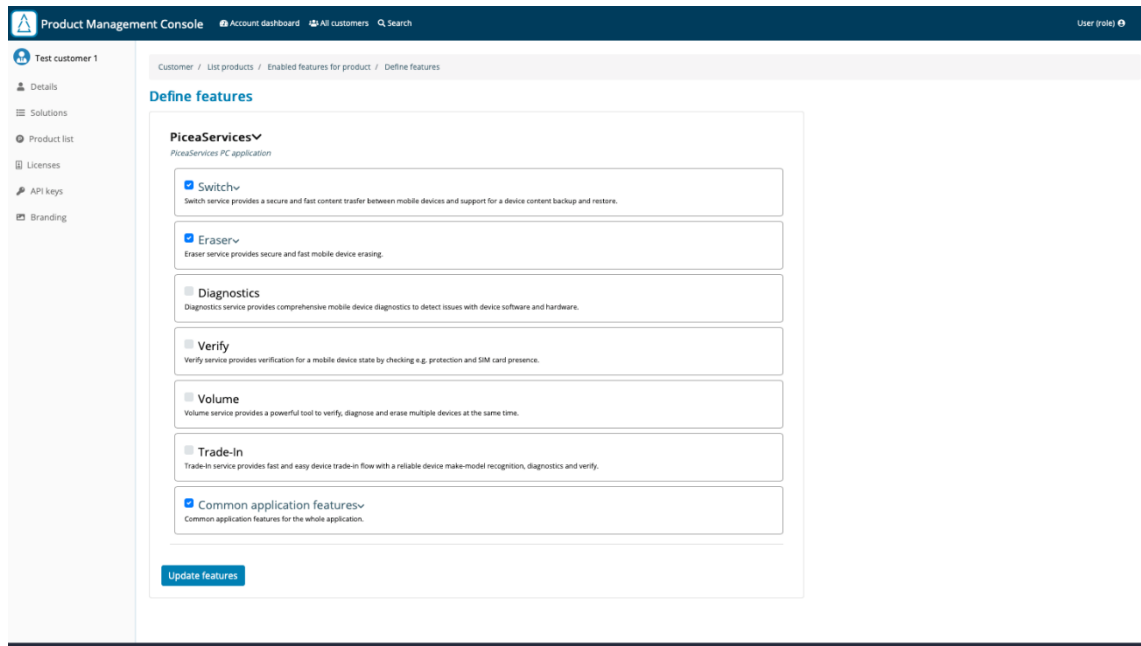 Product Management Console Account dashboard All customers Search User (role)
Test customer 1
Details
Solutions
Product list
Licenses
API keys
Branding
Customer / List products / Enabled features for product / Define features
Define features
PiceaServices
PiceaServices PC application
Switch
Switch service provides a secure and fast content trasfer between mobile devices and support for a device content backup and restore.
Eraser
Eraser service provides secure and fast mobile device erasing.
Diagnostics
Diagnostics service provides comprehensive mobile device diagnostics to detect issues with device software and hardware.
Verify
Verify service provides verification for a mobile device state by checking e.g. protection and SIM card presence.
Volume
Volume service provides a powerful tool to verify, diagnose and erase multiple devices at the same time.
Trade-In
Trade-In service provides fast and easy device trade-in flow with a reliable device make-model recognition, diagnostics and verify.
Common application features
Common application features for the whole application.
Update features